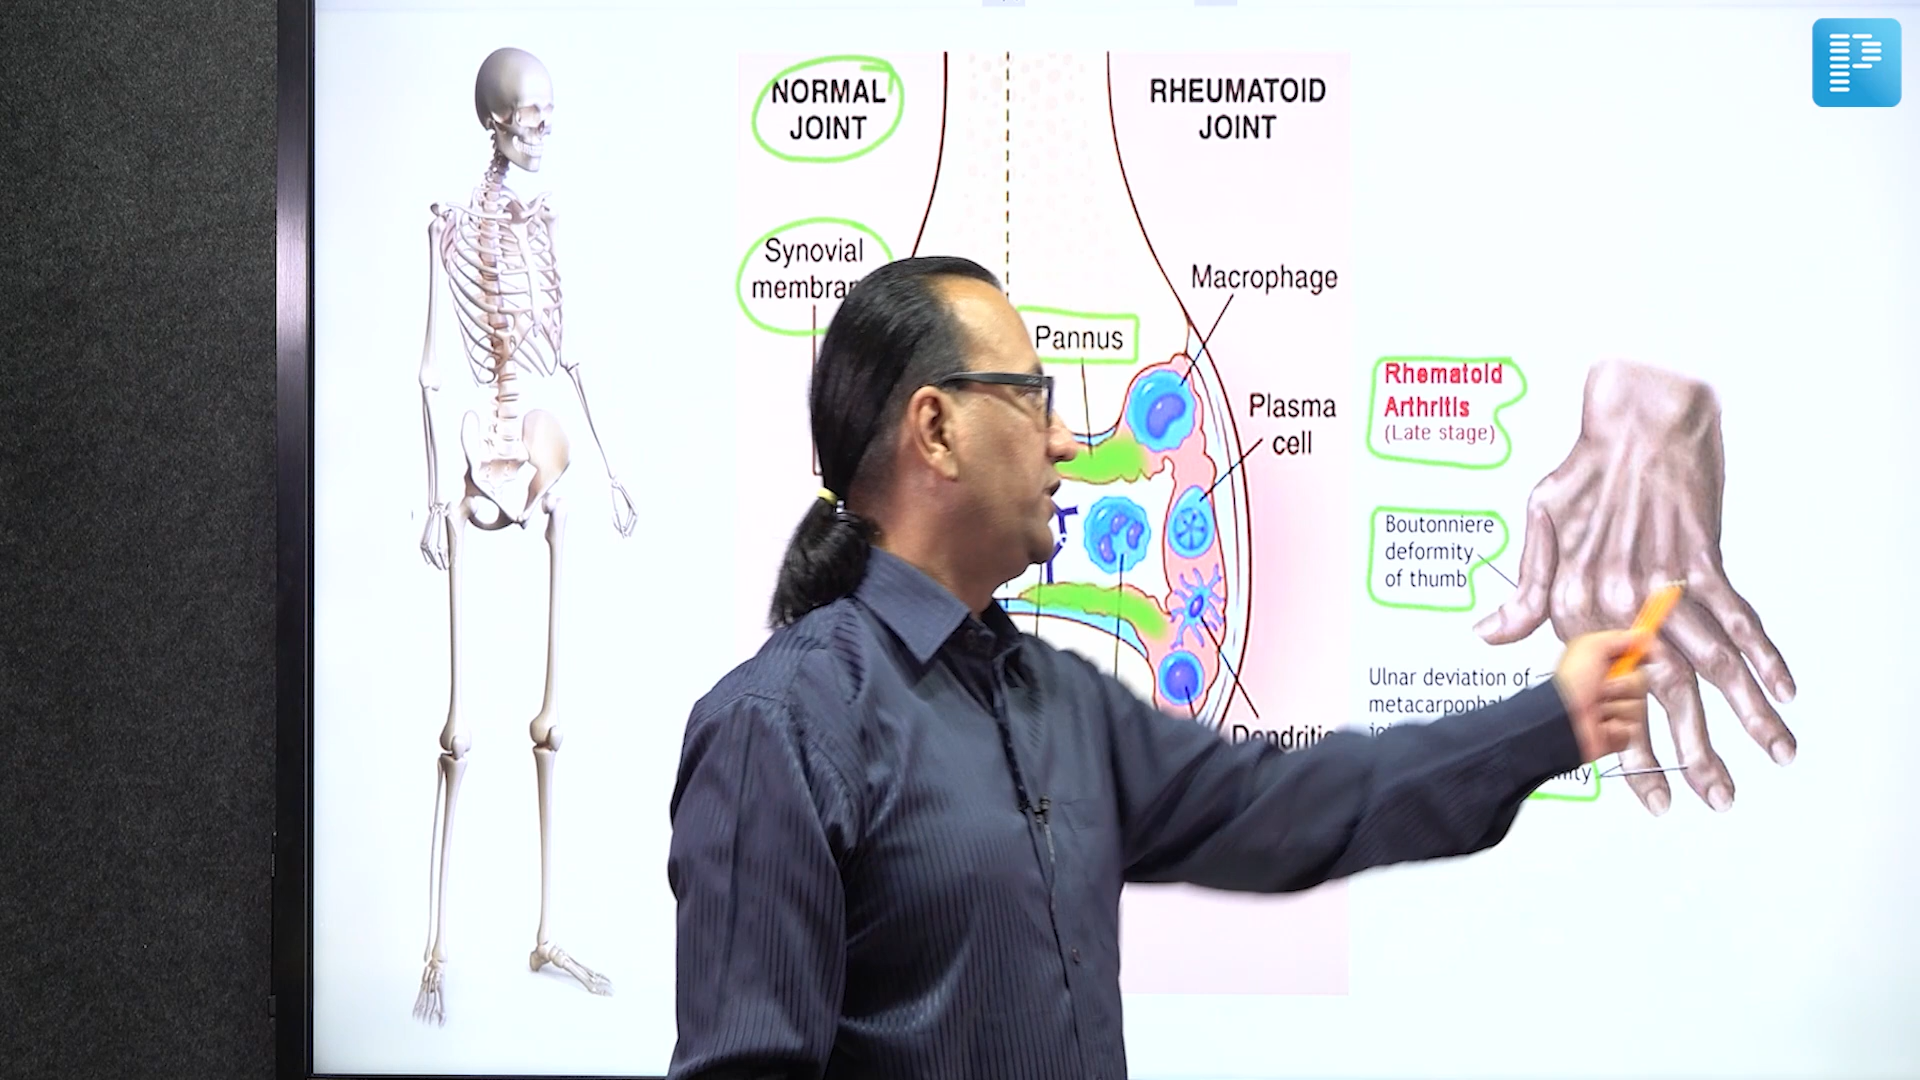 NORMAL
JOINT
Synovial
RHEUMATOID
JOINT
Macrophage
Pannus
Plasma
cell
Rhematoid
Arthritis
(Late stage)
Boutonniere
deformity
of thumb
Ulnar deviation of